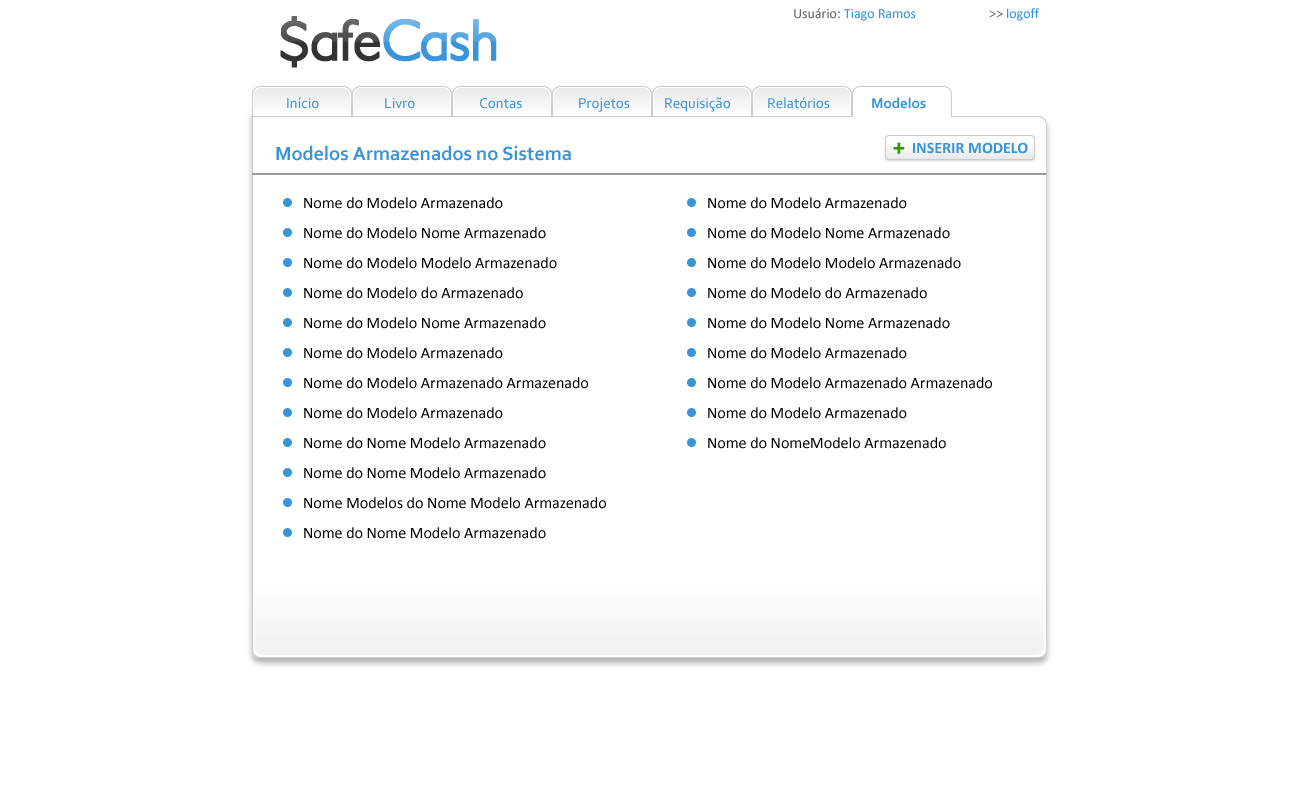 Usuário: Tiago Ramos
>> logoff
$afeCash
Início
Livro
Contas
Projetos
Requisição
Relatórios
Modelos
Modelos Armazenados no Sistema
INSERIR MODELO
Nome do Modelo Armazenado
Nome do Modelo Nome Armazenado
Nome do Modelo Modelo Armazenado
Nome do Modelo do Armazenado
Nome do Modelo Nome Armazenado
Nome do Modelo Armazenado
Nome do Modelo Armazenado Armazenado
Nome do Modelo Armazenado
Nome do Nome Modelo Armazenado
Nome do Nome Modelo Armazenado
Nome Modelos do Nome Modelo Armazenado
Nome do Nome Modelo Armazenado
Nome do Modelo Armazenado
Nome do Modelo Nome Armazenado
Nome do Modelo Modelo Armazenado
Nome do Modelo do Armazenado
Nome do Modelo Nome Armazenado
Nome do Modelo Armazenado
Nome do Modelo Armazenado Armazenado
Nome do Modelo Armazenado
Nome do NomeModelo Armazenado